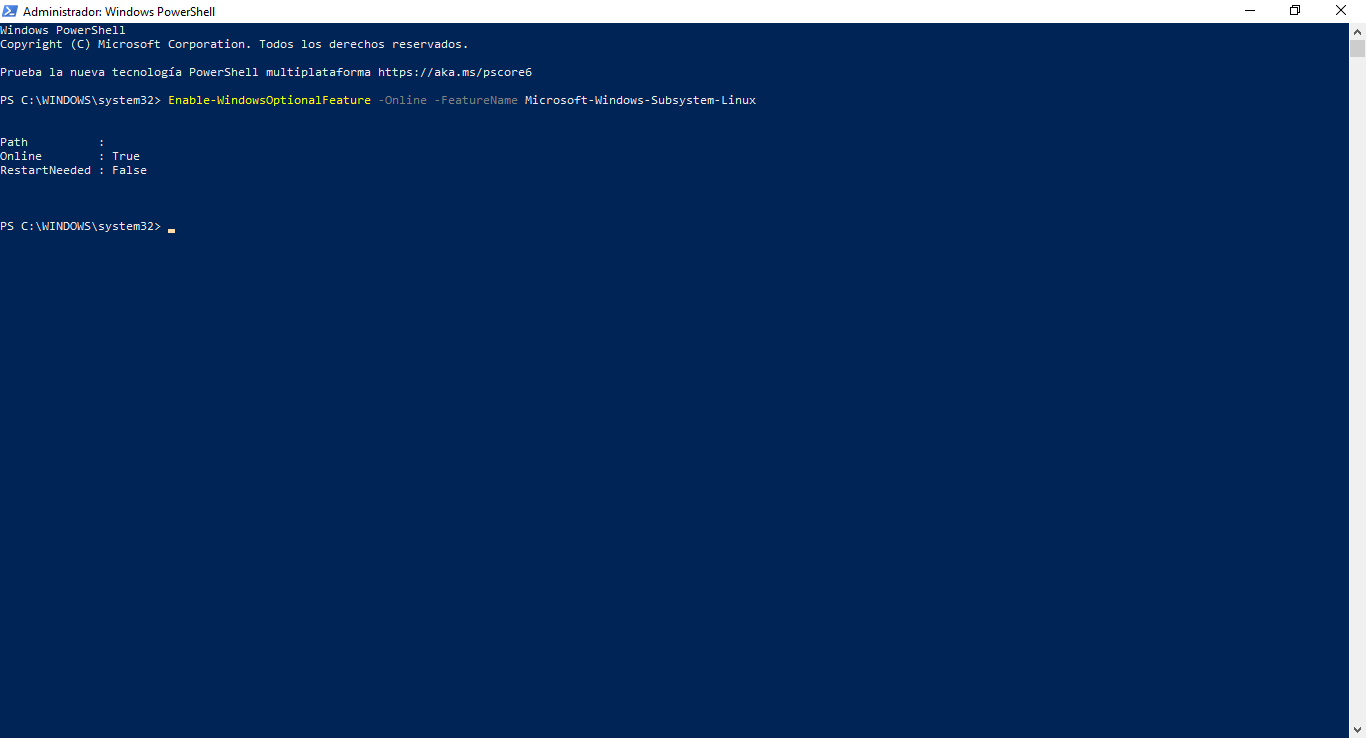 Administrador: Windows PowerShell
Windows PowerShell
Copyright (C) Microsoft Corporation. Todos los derechos reservados.
Prueba la nueva tecnología PowerShell multiplataforma https://aka.ms/pscore6
PS C:\WINDOWS\system32> Enable-WindowsOptionalFeature -Online -FeatureName Microsoft-Windows-Subsystem-Linux
Path          :
Online        : True
RestartNeeded : False
PS C:\WINDOWS\system32>